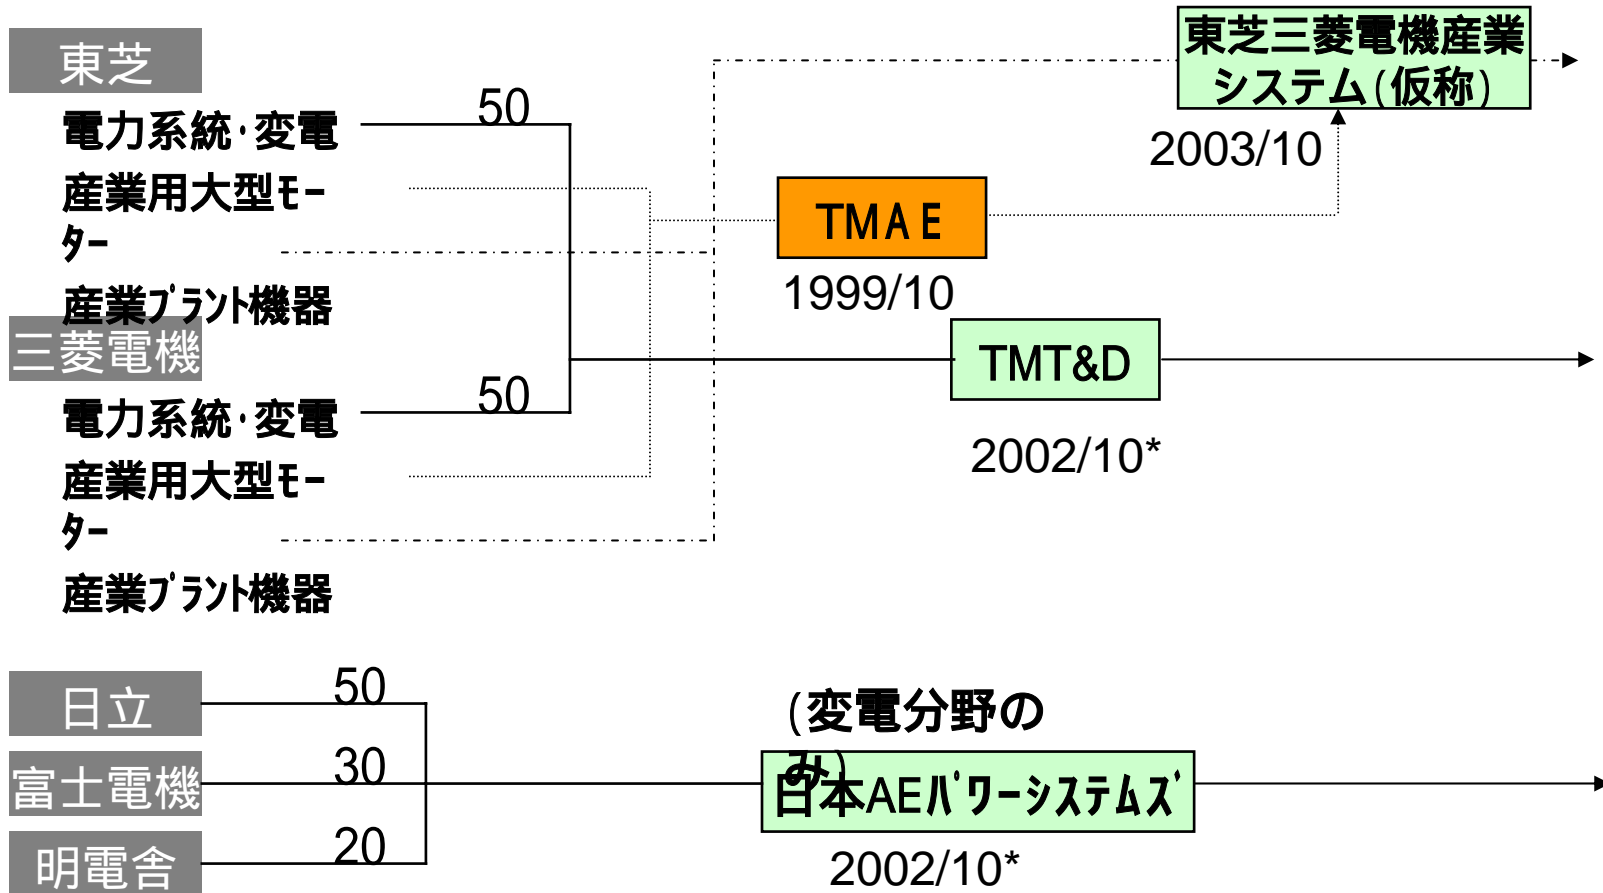 東芝
電力系統･変電
50
産業用大型ﾓｰ
ﾀｰ
産業ﾌﾟﾗﾝﾄ機器
三菱電機
電力系統･変電
50
産業用大型ﾓｰ
ﾀｰ
産業ﾌﾟﾗﾝﾄ機器
東芝三菱電機産業
システム(仮称)
2003/10
TMAE
1999/10
TMT&D
2002/10*
日立
50
富士電機
30
明電舎
20
(変電分野の
み)
日本AEﾊﾟﾜｰｼｽﾃﾑｽﾞ
2002/10*